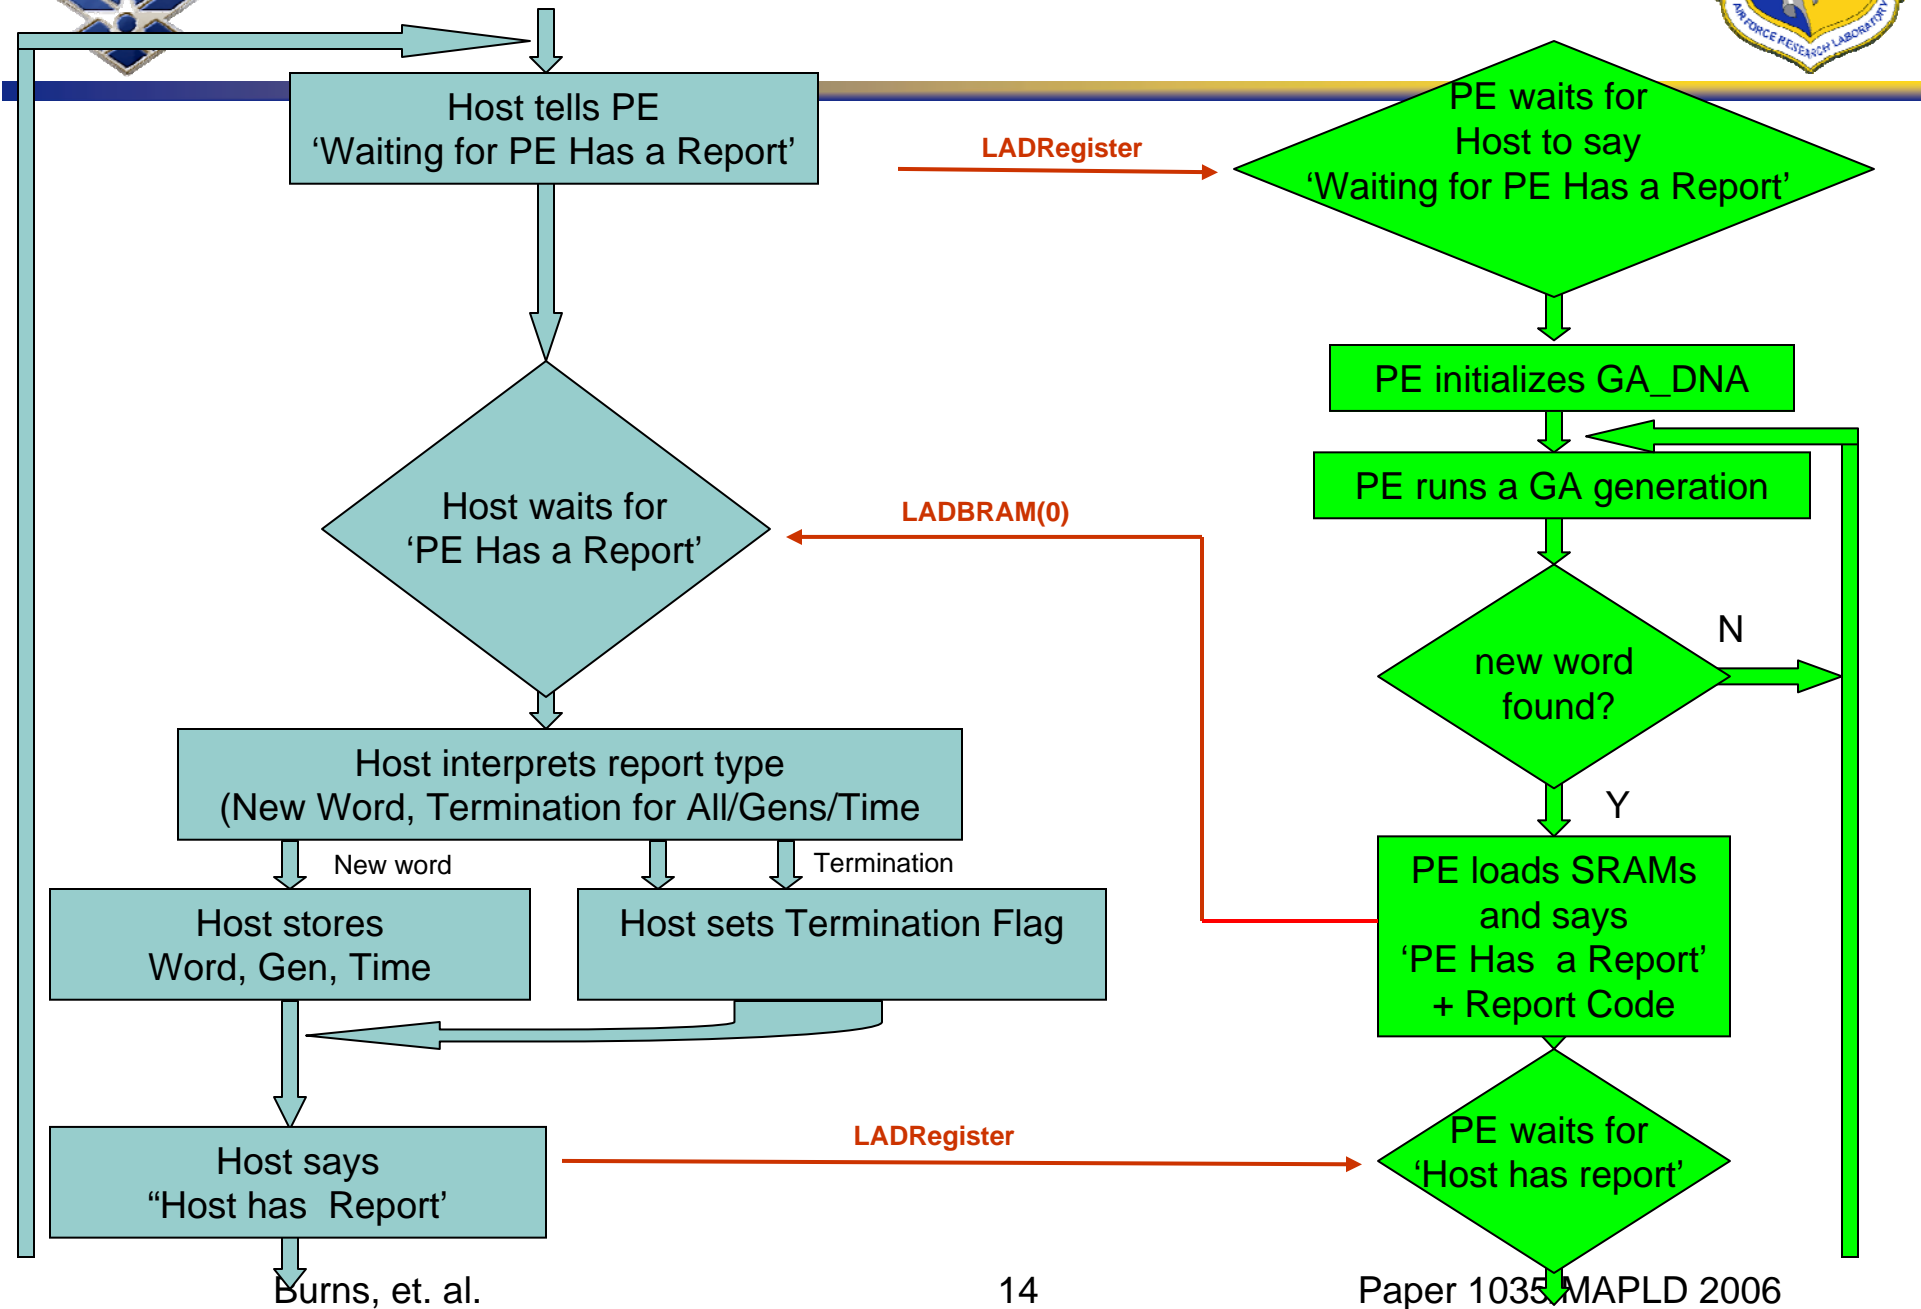 AIR FORCE RESEARCH LABORATORY
Host tells PE
‘Waiting for PE Has a Report’
LADRegister
PE waits for
Host to say
‘Waiting for PE Has a Report’
PE initializes GA_DNA
PE runs a GA generation
Host waits for
‘PE Has a Report’
LADBRAM(0)
new word
found?
N
Y
Host interprets report type
(New Word, Termination for All/Gens/Time
New word
Termination
Host stores
Word, Gen, Time
Host sets Termination Flag
PE loads SRAMs
and says
‘PE Has  a Report’
+ Report Code
Host says
“Host has  Report’
LADRegister
PE waits for
‘Host has report’
Burns, et. al.
14
Paper 1035 MAPLD 2006